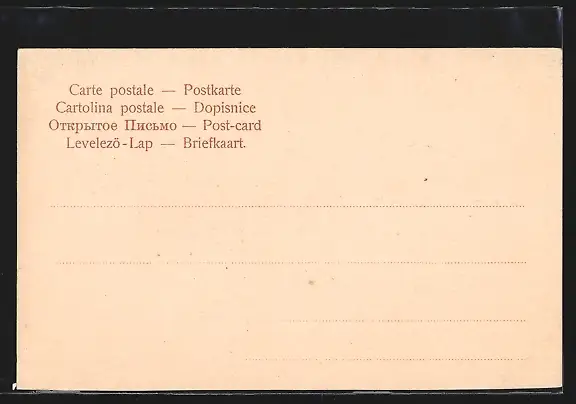 Carte postale — Postkarte
Cartolina postale — Dopisnice
Открытое Письмо — Post-card
Levelező-Lap — Briefkaart.